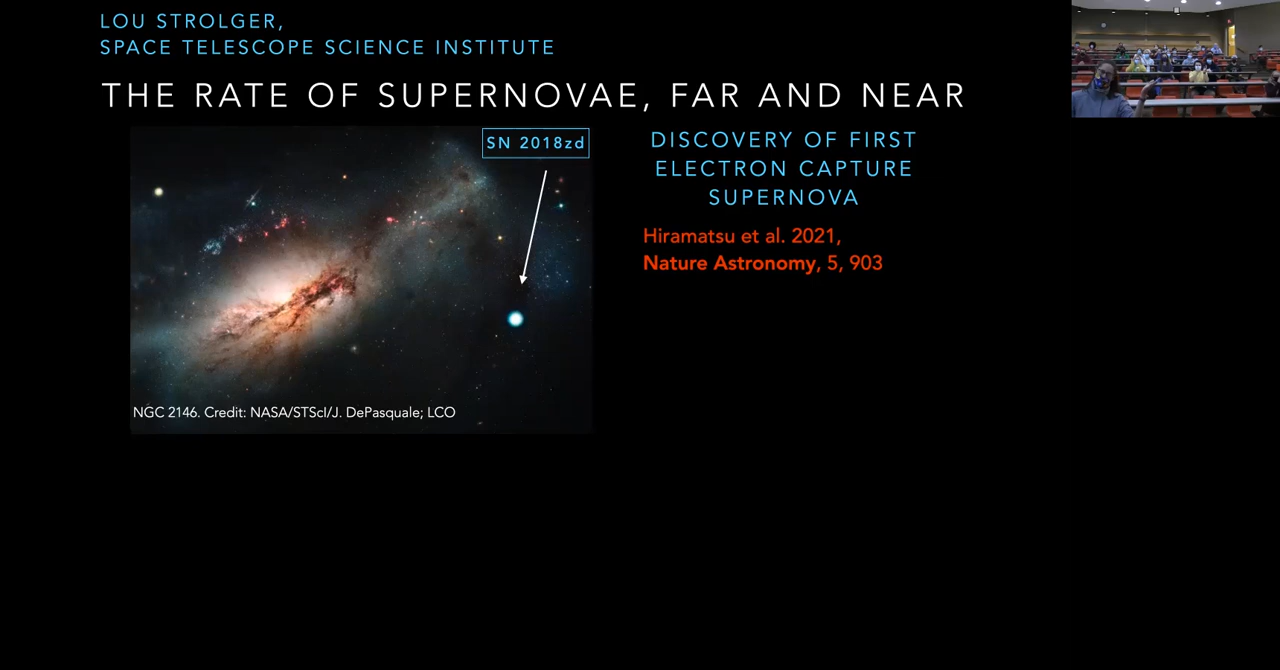 LOU STROLGER,
SPACE TELESCOPE SCIENCE INSTITUTE
THE RATE OF SUPERNOVAE, FAR AND NEAR
SN 2018zd
NGC 2146. Credit: NASA/STScI/J. DePasquale; LCO
DISCOVERY OF FIRST
ELECTRON CAPTURE
SUPERNOVA
Hiramatsu et al. 2021,
Nature Astronomy, 5, 903